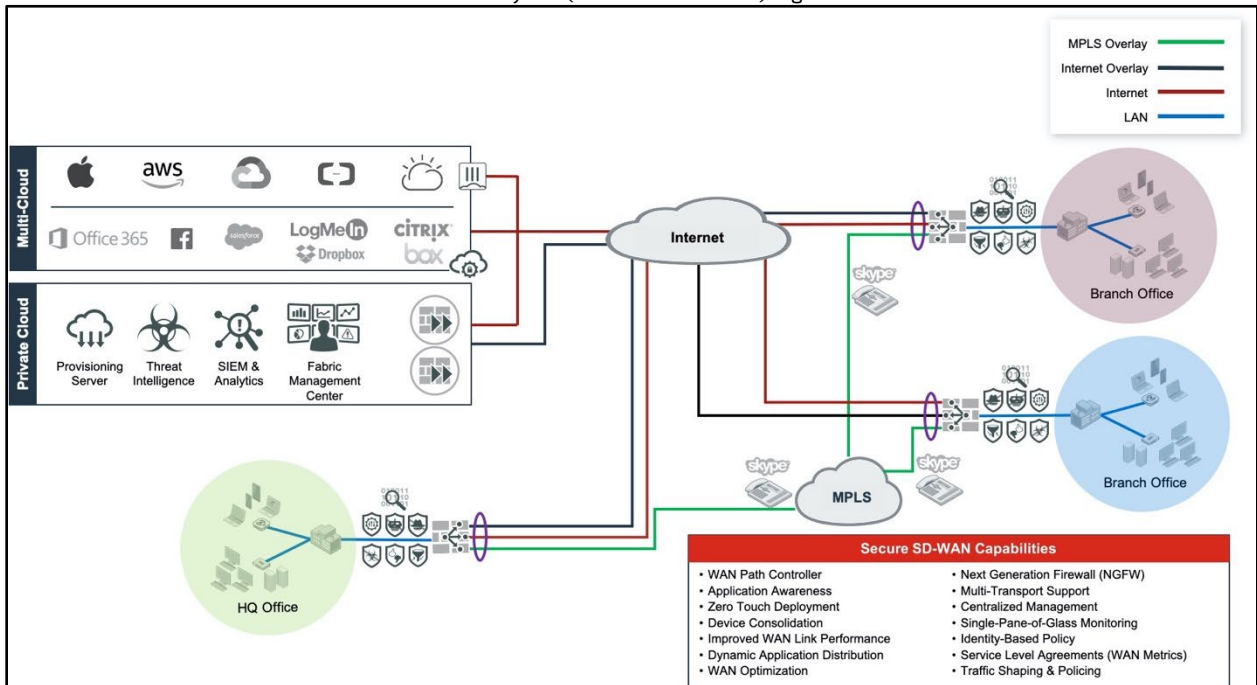 MPLS Overlay
Internet Overlay
Internet
LAN
Multi-Cloud
aws
Office 365
salesforce
LogMeIn
Dropbox
CITRIX
box
Private Cloud
Provisioning
Server
Threat
Intelligence
SIEM &
Analytics
Fabric
Management
Center
Internet
skype
Branch Office
Branch Office
skype
skype
MPLS
HQ Office
Secure SD-WAN Capabilities
• WAN Path Controller
• Application Awareness
• Zero Touch Deployment
• Device Consolidation
• Improved WAN Link Performance
• Dynamic Application Distribution
• WAN Optimization
• Next Generation Firewall (NGFW)
• Multi-Transport Support
• Centralized Management
• Single-Pane-of-Glass Monitoring
• Identity-Based Policy
• Service Level Agreements (WAN Metrics)
• Traffic Shaping & Policing